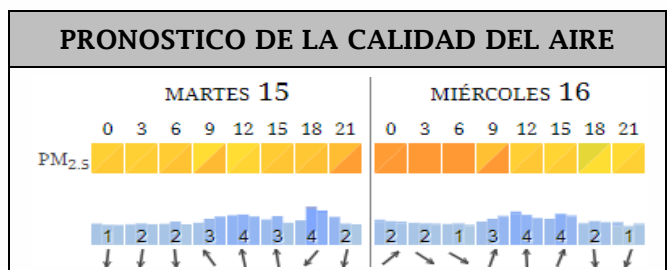 PRONOSTICO DE LA CALIDAD DEL AIRE
MARTES 15 MIÉRCOLES 16
0 3 6 9 12 15 18 21 0 3 6 9 12 15 18 21
PM2.5
1 2 2 3 4 3 4 2 2 2 1 3 4 4 2 1